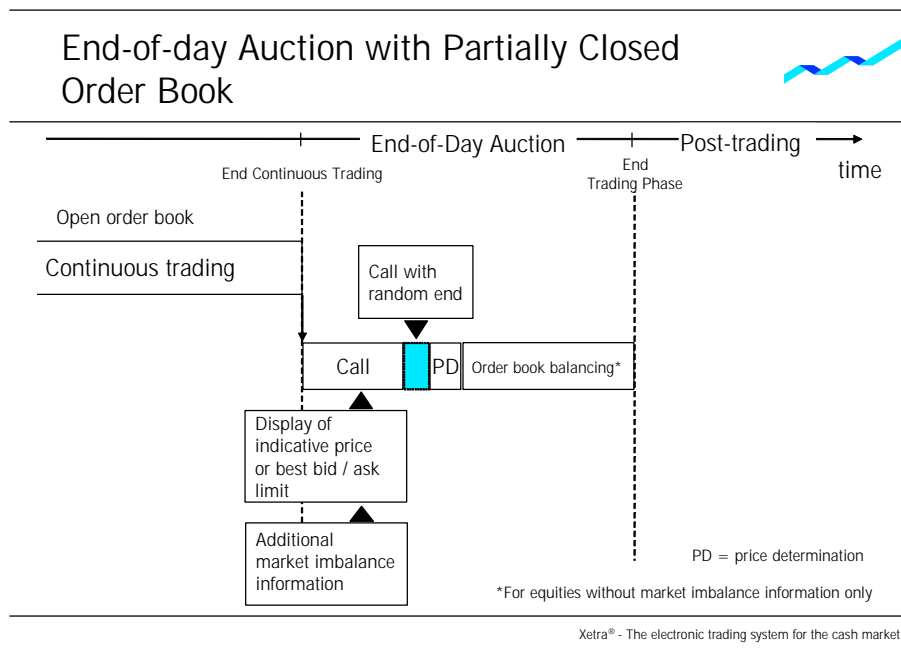 End-of-day Auction with Partially Closed
Order Book
End-of-Day Auction
Post-trading
time
End Continuous Trading
End
Trading Phase
Open order book
Continuous trading
Call with
random end
Call
PD
Order book balancing*
Display of
indicative price
or best bid / ask
limit
Additional
market imbalance
information
PD = price determination
*For equities without market imbalance information only
Xetra® - The electronic trading system for the cash market